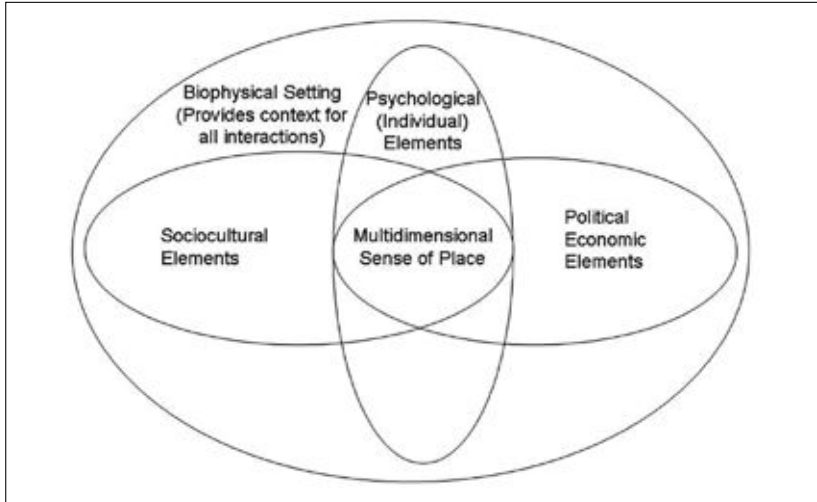 Biophysical Setting
(Provides context for
all interactions)
Psychological
(Individual)
Elements
Sociocultural
Elements
Multidimensional
Sense of Place
Political
Economic
Elements